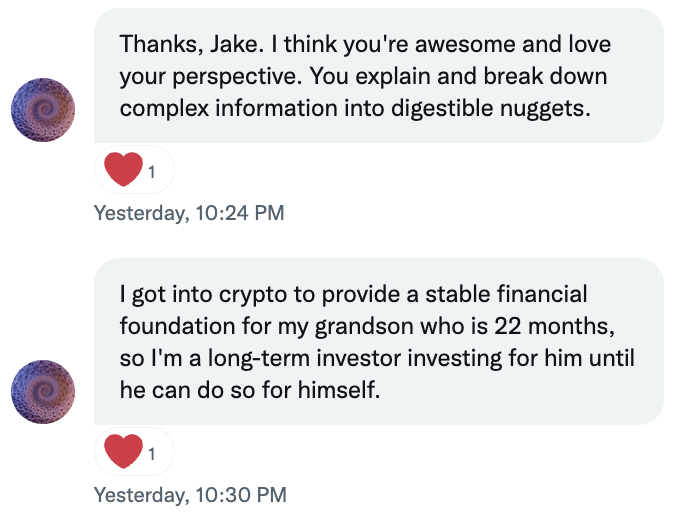 Thanks, Jake. I think you're awesome and love
your perspective. You explain and break down
complex information into digestible nuggets.
1
Yesterday, 10:24 PM
I got into crypto to provide a stable financial
foundation for my grandson who is 22 months,
so I'm a long-term investor investing for him until
he can do so for himself.
1
Yesterday, 10:30 PM